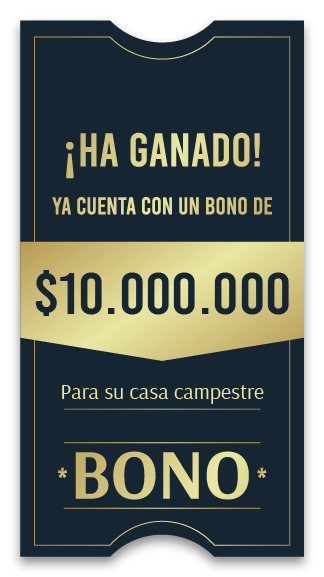 ¡HA GANADO!
YA CUENTA CON UN BONO DE
$10.000.000
Para su casa campestre
*BONO*